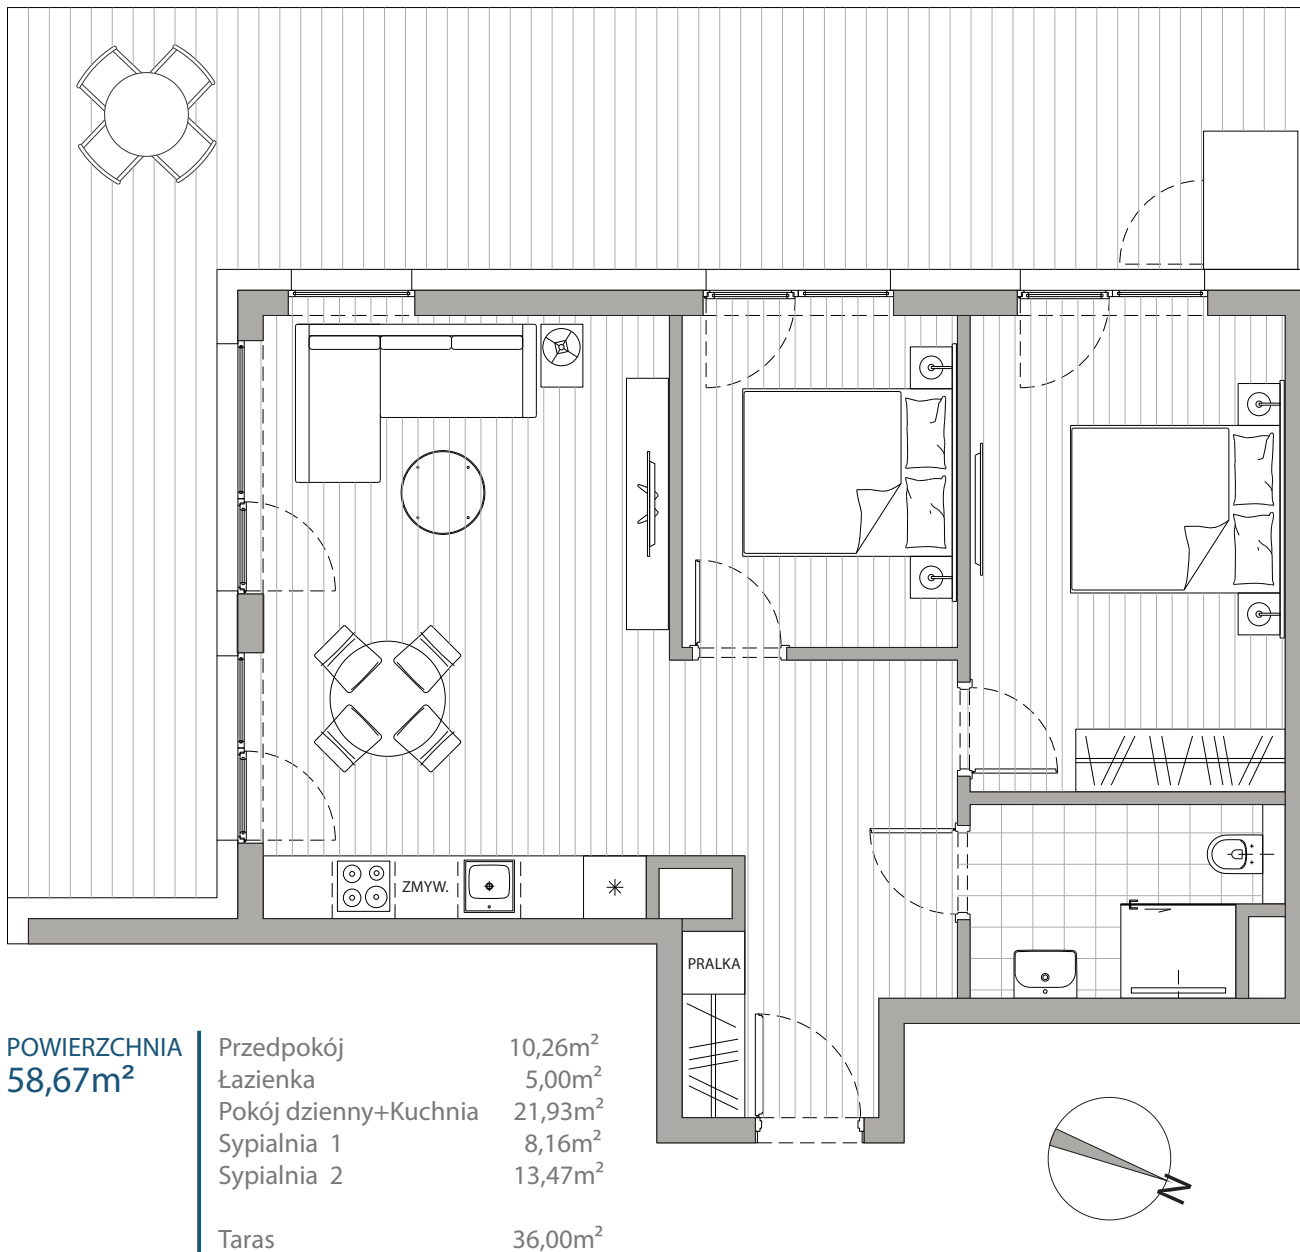 ZMYW.
PRALKA
POWIERZCHNIA
58,67m²
Przedpokój 10,26m²
Łazienka 5,00m²
Pokój dzienny+Kuchnia 21,93m²
Sypialnia 1 8,16m²
Sypialnia 2 13,47m²
Taras 36,00m²
N